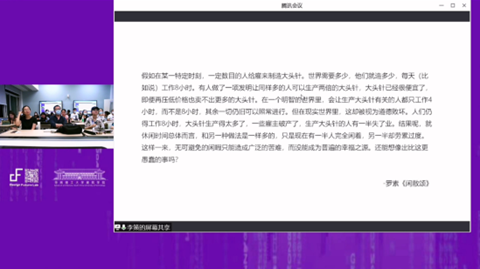 腾讯会议
假如在某一特定时刻，一定数目的人给雇来制造大头针。世界需要多少，他们就造多少，每天（比
如说）工作8小时。有人做了一项发明让同样多的人可以生产两倍的大头针，大头针已经很便宜了，
即便再压低价格也卖不出更多的大头针。在一个明智的世界里，会让生产大头针有关的人都只工作4
小时，而不是8小时，其余一切仍旧可以照常进行。但在现实世界里，这却被视为道德败坏。人们仍
得工作8小时，大头针生产得太多了，一些雇主破产了，生产大头针的人有一半失了业。结果呢，就
休闲时间总体而言，和另一种做法是一样多的，只是现在有一半人完全闲着，另一半却劳累过度。
这样一来，无可避免的闲暇只能造成广泛的苦难，而没能成为普遍的幸福之源。还能想像出比这更
愚蠢的事吗？
-罗素《闲散颂》
李策的屏幕共享